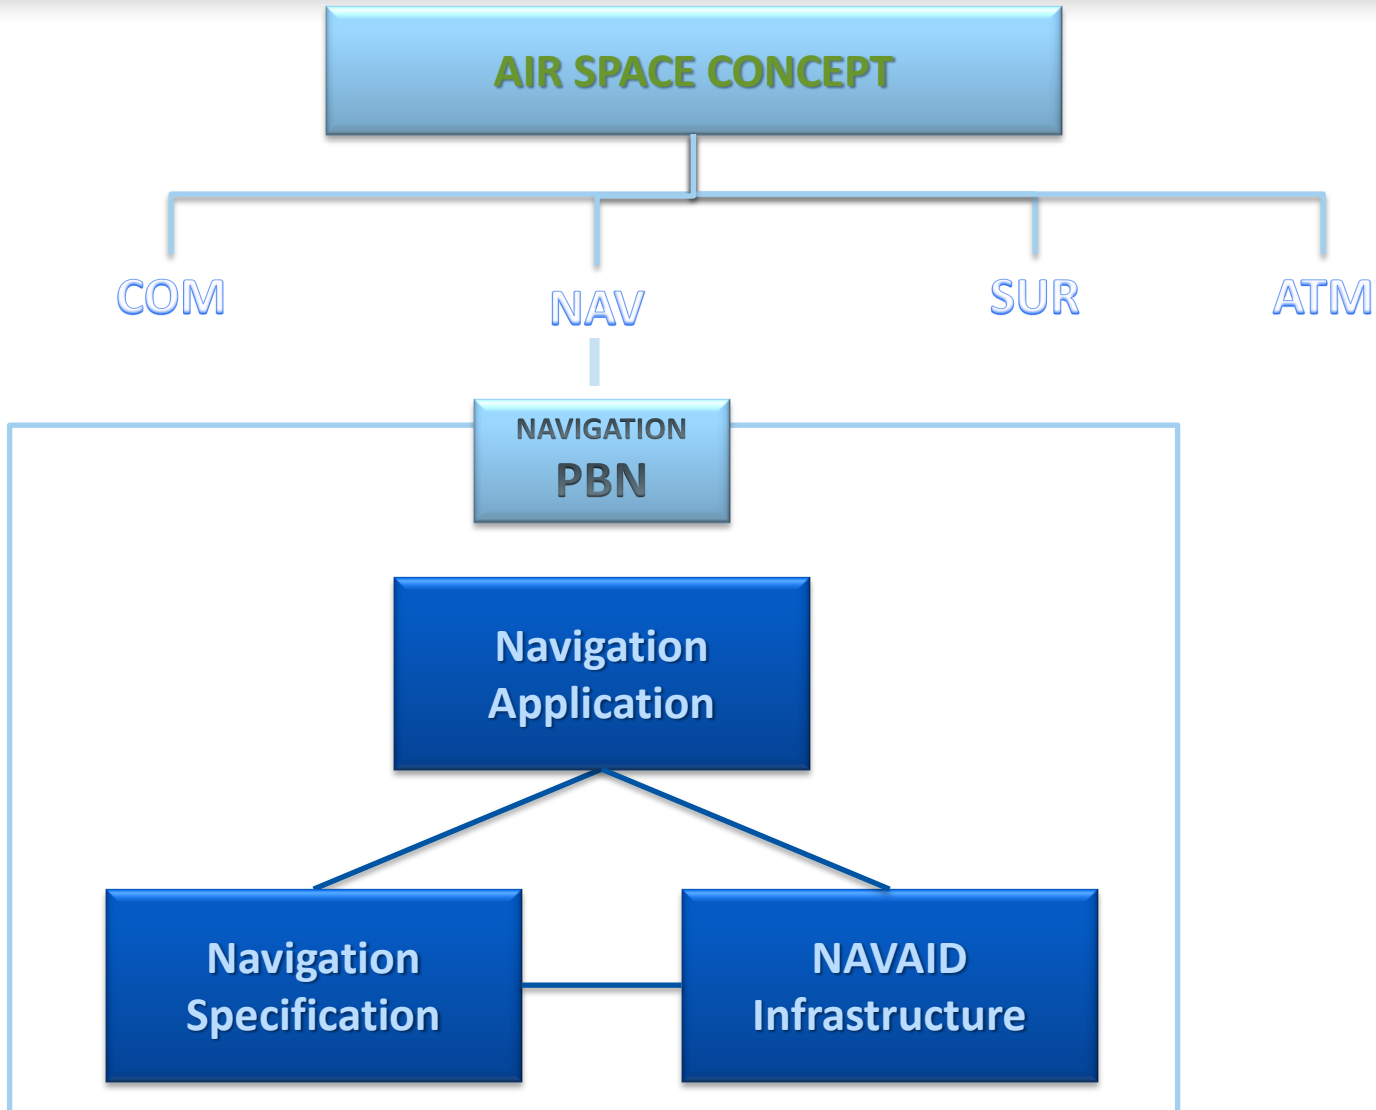 AIR SPACE CONCEPT
COM
NAV
SUR
ATM
NAVIGATION
PBN
Navigation
Application
Navigation
Specification
NAVAID
Infrastructure